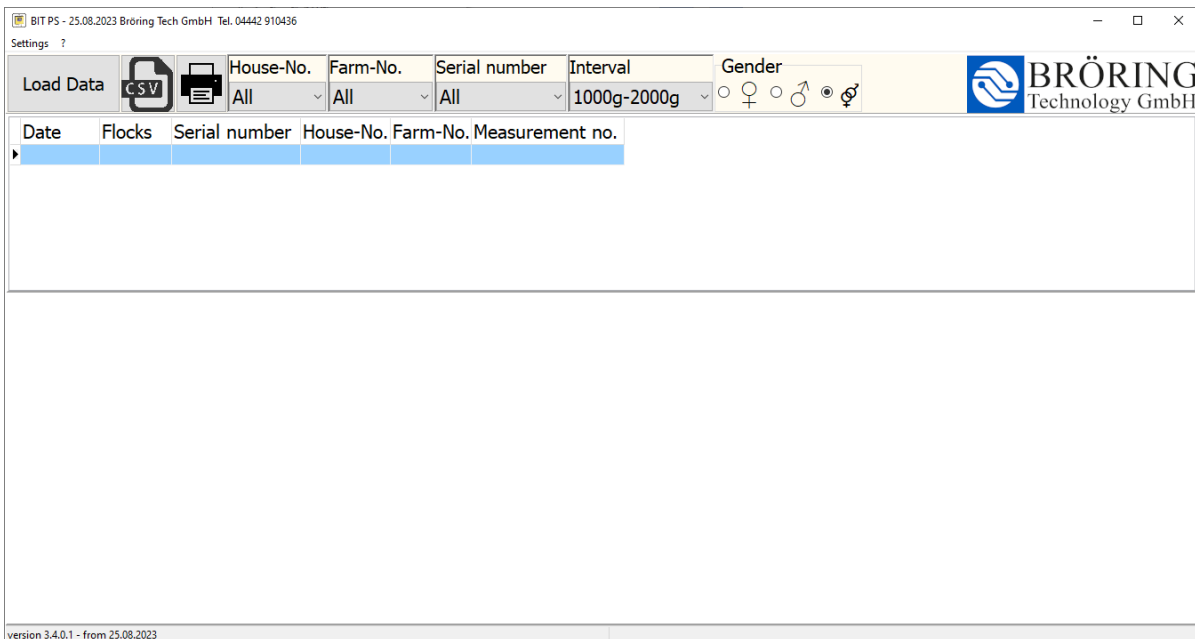 BIT PS - 25.08.2023 Bröring Tech GmbH Tel. 04442 910436
Settings ?
Load Data
CSV
House-No. Farm-No. Serial number Interval Gender
All All All 1000g-2000g
BRÖRING
Technology GmbH
Date Flocks Serial number House-No. Farm-No. Measurement no.
version 3.4.0.1 - from 25.08.2023